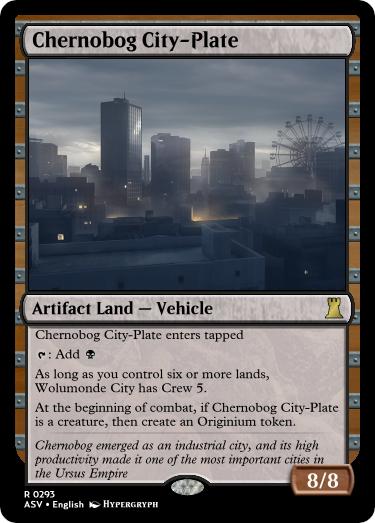 Chernobog City-Plate
Artifact Land — Vehicle
Chernobog City-Plate enters tapped
: Add
As long as you control six or more lands,
Wolumonde City has Crew 5.
At the beginning of combat, if Chernobog City-Plate
is a creature, then create an Originium token.
Chernobog emerged as an industrial city, and its high
productivity made it one of the most important cities in
the Ursus Empire
8/8
R 0293
ASV • English HYPERGRYPH